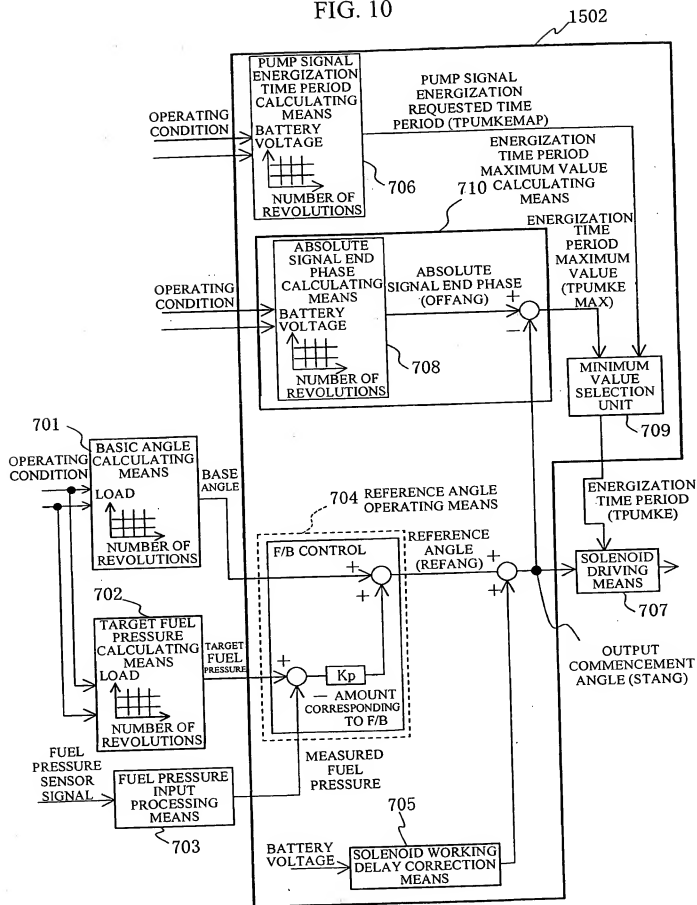 FIG. 10
1502
PUMP SIGNAL
ENERGIZATION
TIME PERIOD
CALCULATING
MEANS
BATTERY
VOLTAGE
NUMBER OF
REVOLUTIONS
OPERATING
CONDITION
706
PUMP SIGNAL
ENERGIZATION
REQUESTED TIME
PERIOD (TPUMKEMAP)
ENERGIZATION
TIME PERIOD
MAXIMUM VALUE
CALCULATING
MEANS
710
ENERGIZATION
TIME
PERIOD
MAXIMUM
VALUE
(TPUMKE
MAX)
OPERATING
CONDITION
ABSOLUTE
SIGNAL END
PHASE
CALCULATING
MEANS
BATTERY
VOLTAGE
NUMBER OF
REVOLUTIONS
708
ABSOLUTE
SIGNAL END PHASE
(OFFANG)
+
−
MINIMUM
VALUE
SELECTION
UNIT
709
701
BASIC ANGLE
CALCULATING
MEANS
OPERATING
CONDITION
LOAD
NUMBER OF
REVOLUTIONS
BASE
ANGLE
704 REFERENCE ANGLE
OPERATING MEANS
F/B CONTROL
REFERENCE
ANGLE
(REFANG)
+
+
+
+
ENERGIZATION
TIME PERIOD
(TPUMKE)
SOLENOID
DRIVING
MEANS
707
OUTPUT
COMMENCEMENT
ANGLE (STANG)
702
TARGET FUEL
PRESSURE
CALCULATING
MEANS
LOAD
NUMBER OF
REVOLUTIONS
TARGET
FUEL
PRESSURE
+
Kp
− AMOUNT
CORRESPONDING
TO F/B
MEASURED
FUEL
PRESSURE
FUEL
PRESSURE
SENSOR
SIGNAL
FUEL PRESSURE
INPUT
PROCESSING
MEANS
703
705
BATTERY
VOLTAGE
SOLENOID WORKING
DELAY CORRECTION
MEANS